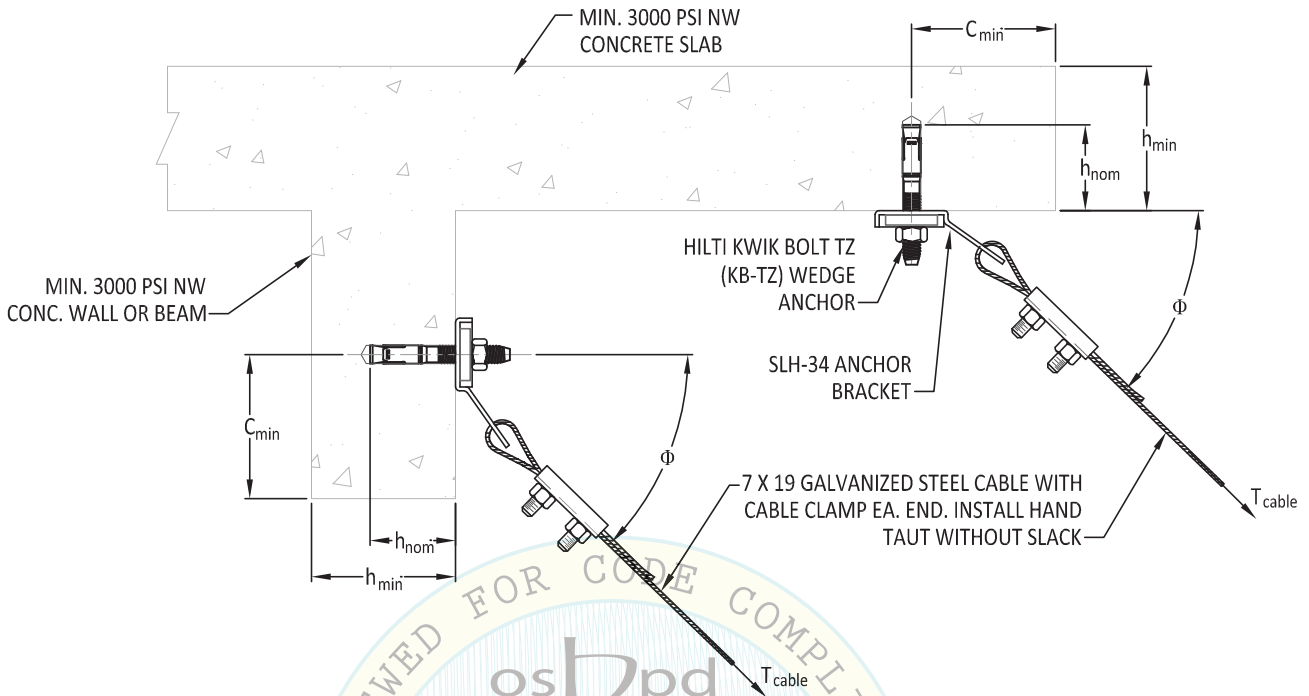 MIN. 3000 PSI NW
CONCRETE SLAB
Cmin
hmin
hnom
HILTI KWIK BOLT TZ
(KB-TZ) WEDGE
ANCHOR
Φ
SLH-34 ANCHOR
BRACKET
MIN. 3000 PSI NW
CONC. WALL OR BEAM
Cmin
Φ
7 X 19 GALVANIZED STEEL CABLE WITH
CABLE CLAMP EA. END. INSTALL HAND
TAUT WITHOUT SLACK
Tcable
hnom
hmin
FOR CODE
oshpd
Tcable